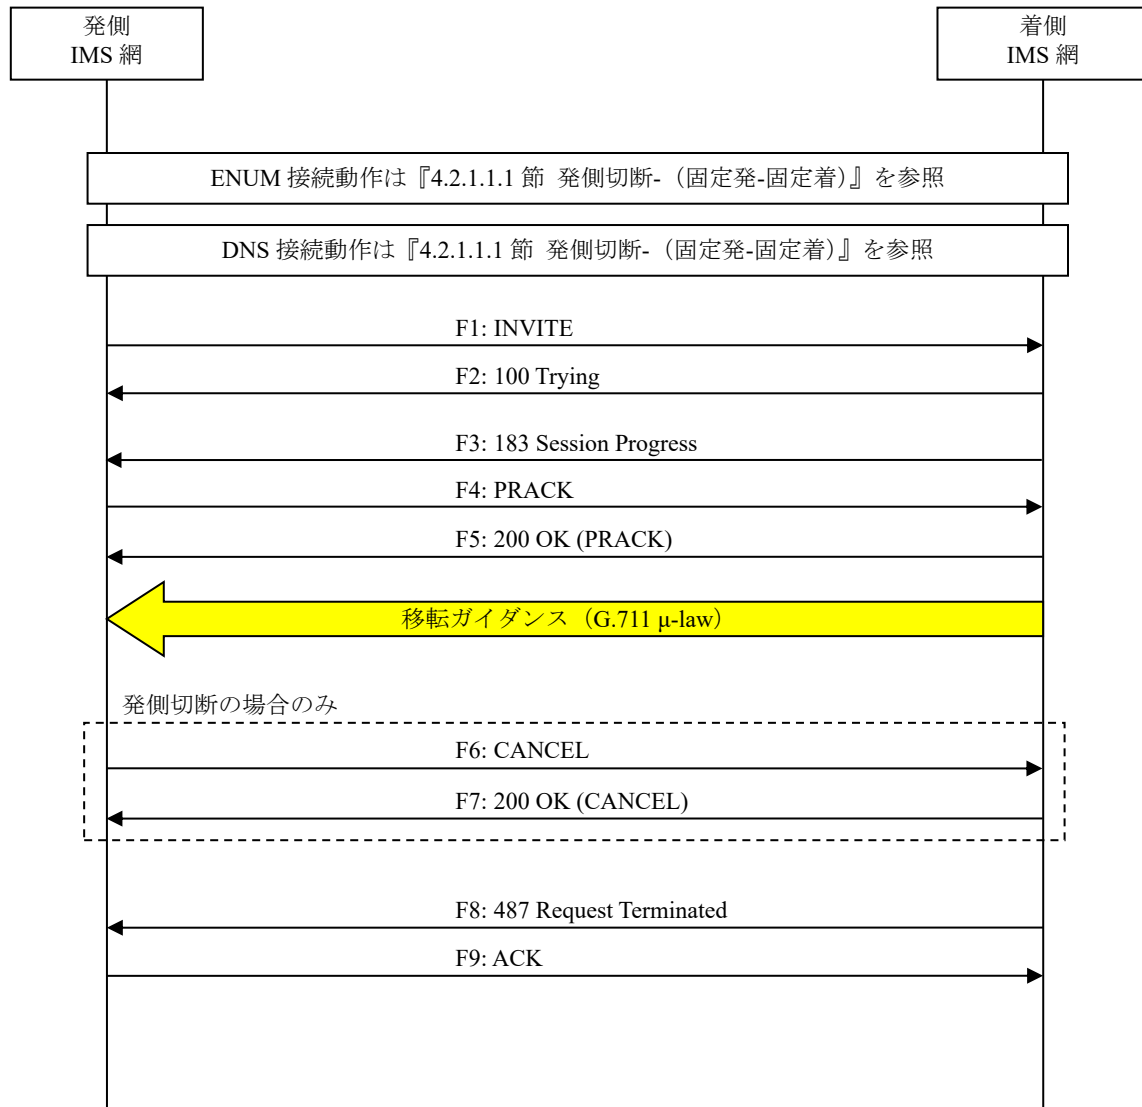 発側
IMS 網
着側
IMS 網
ENUM 接続動作は『4.2.1.1.1 節 発側切断-（固定発-固定着）』を参照
DNS 接続動作は『4.2.1.1.1 節 発側切断-（固定発-固定着）』を参照
F1: INVITE
F2: 100 Trying
F3: 183 Session Progress
F4: PRACK
F5: 200 OK (PRACK)
移転ガイダンス（G.711 μ-law）
発側切断の場合のみ
F6: CANCEL
F7: 200 OK (CANCEL)
F8: 487 Request Terminated
F9: ACK